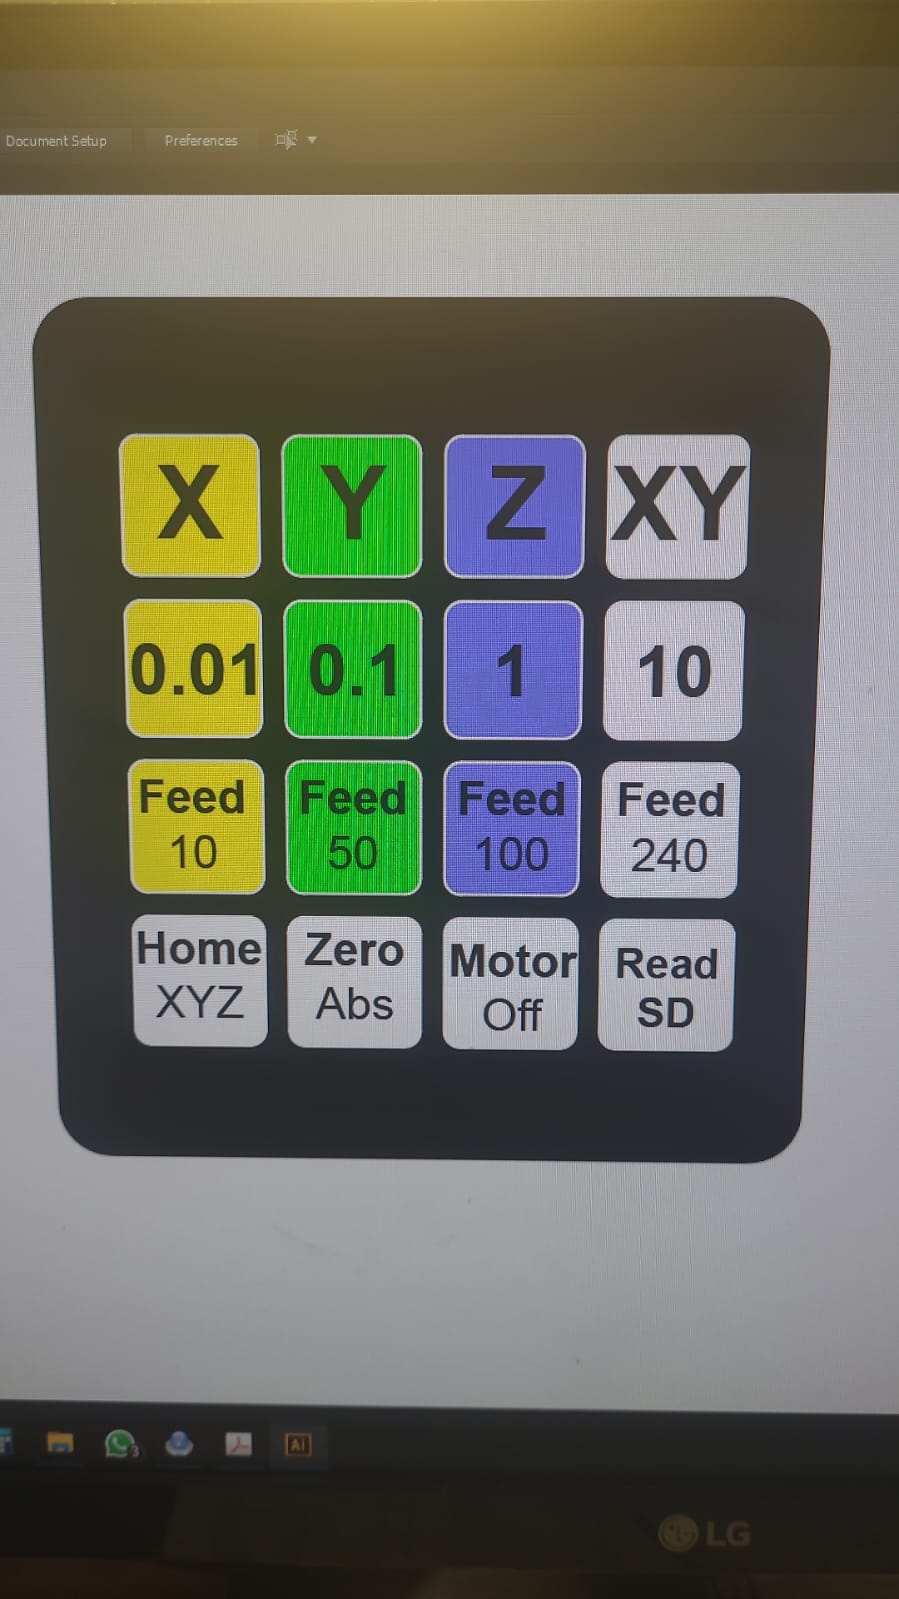 Document Setup
Preferences
X
Y
Z
XY
0.01
0.1
1
10
Feed
10
Feed
50
Feed
100
Feed
240
Home
XYZ
Zero
Abs
Motor
Off
Read
SD
3
Ai
LG